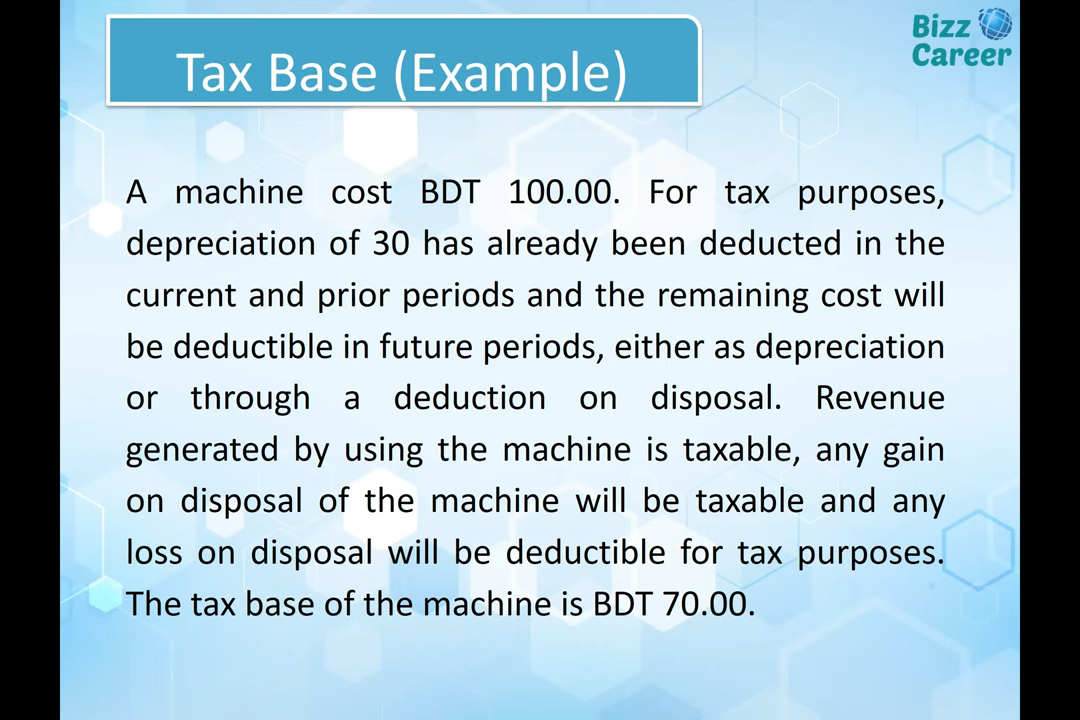 Bizz
Career
Tax Base (Example)
A machine cost BDT 100.00. For tax purposes,
depreciation of 30 has already been deducted in the
current and prior periods and the remaining cost will
be deductible in future periods, either as depreciation
or through a deduction on disposal. Revenue
generated by using the machine is taxable, any gain
on disposal of the machine will be taxable and any
loss on disposal will be deductible for tax purposes.
The tax base of the machine is BDT 70.00.